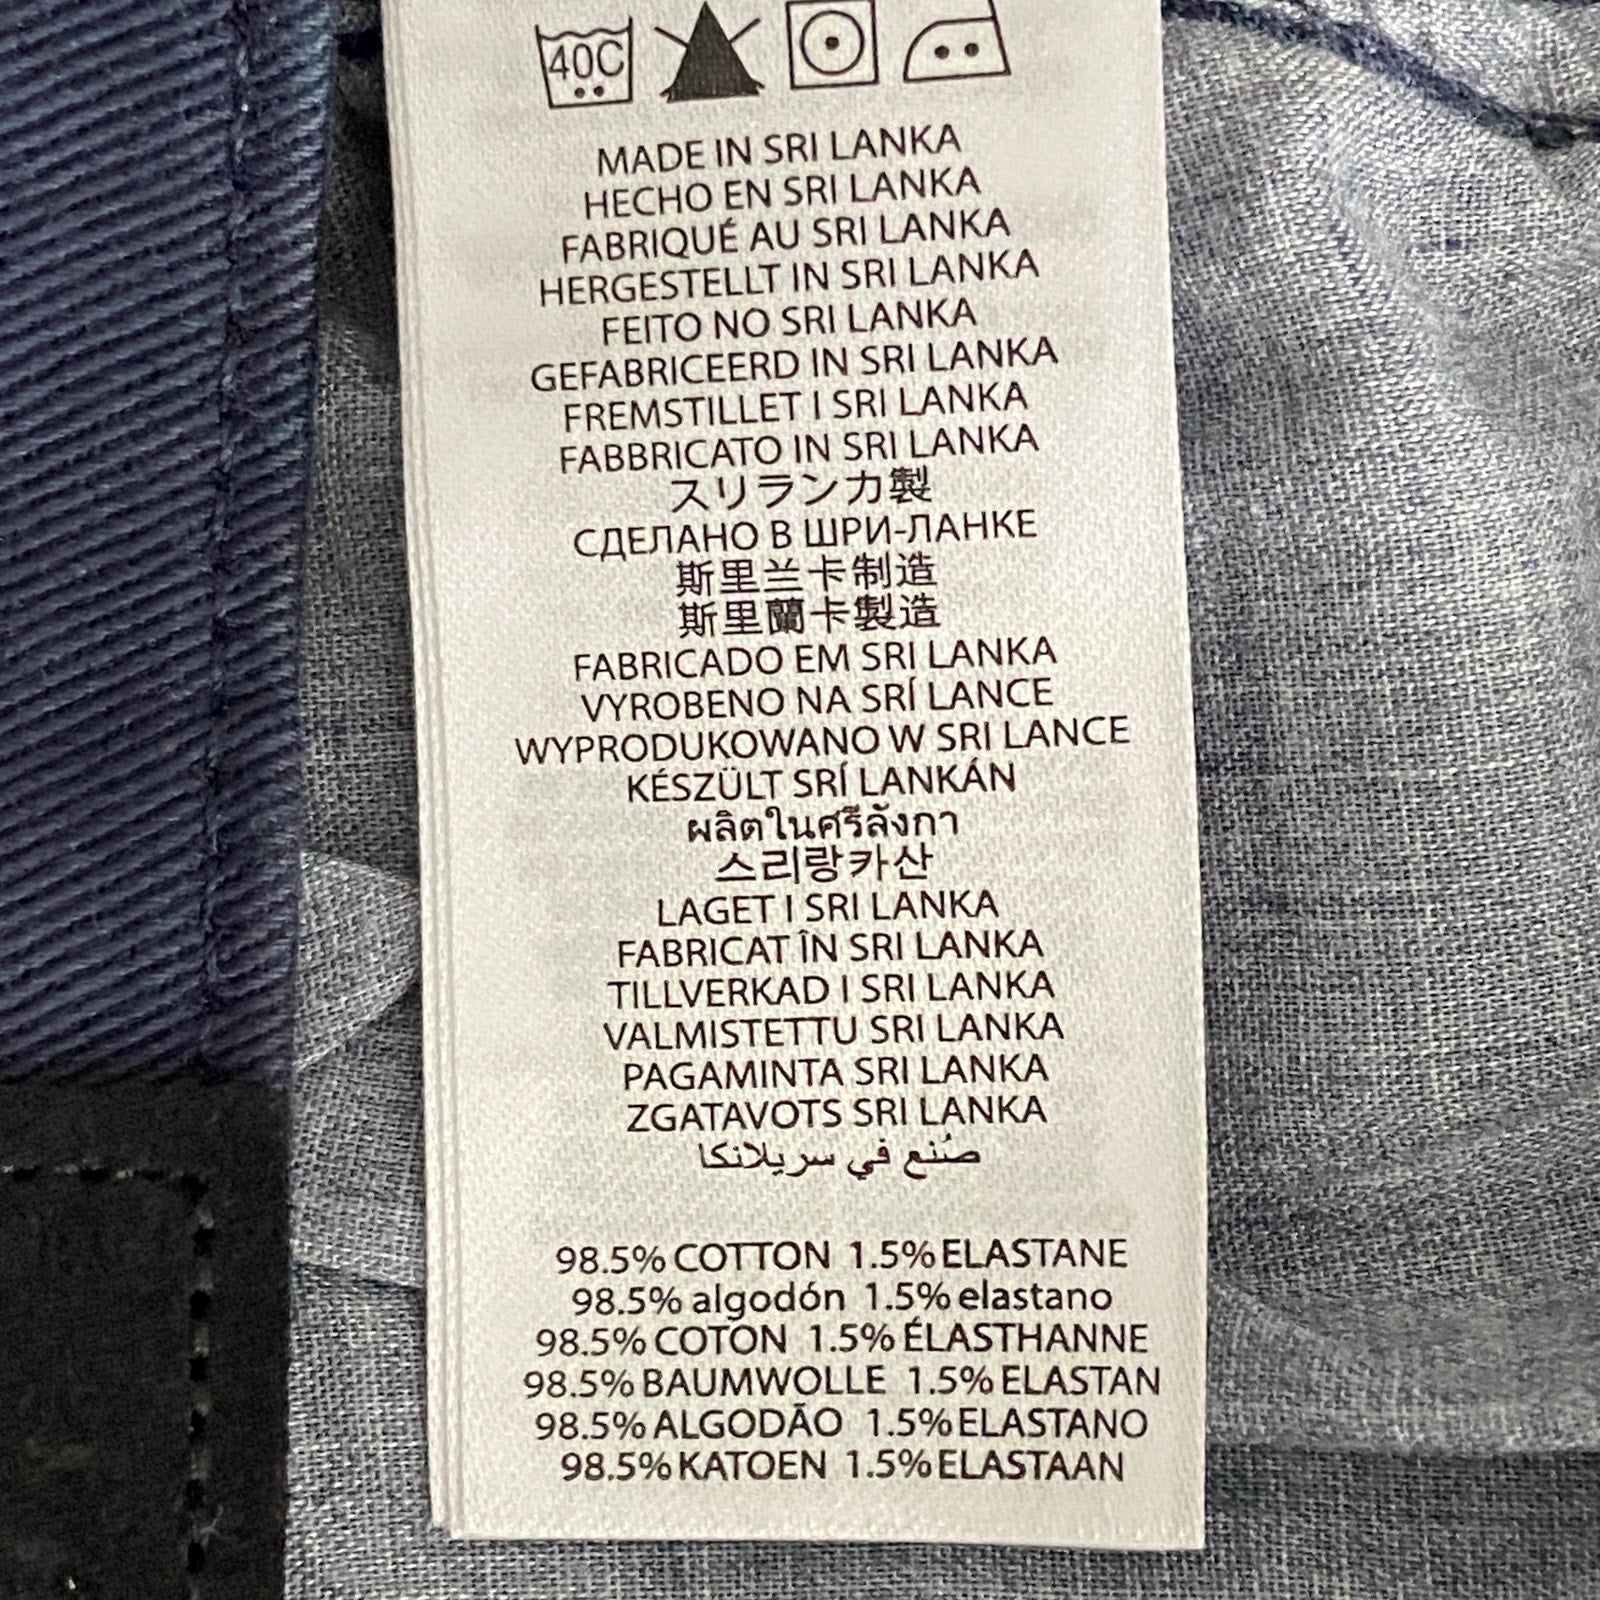 40C
MADE IN SRI LANKA
HECHO EN SRI LANKA
FABRIQUÉ AU SRI LANKA
HERGESTELLT IN SRI LANKA
FEITO NO SRI LANKA
GEFABRICEERD IN SRI LANKA
FREMSTILLET I SRI LANKA
FABBRICATO IN SRI LANKA
スリランカ製
СДЕЛАНО В ШРИ-ЛАНКЕ
斯里兰卡制造
斯里蘭卡製造
FABRICADO EM SRI LANKA
VYROBENO NA SRÍ LANCE
WYPRODUKOWANO W SRI LANCE
KÉSZÜLT SRÍ LANKÁN
ผลิตในศรีลังกา
스리랑카산
LAGET I SRI LANKA
FABRICAT ÎN SRI LANKA
TILLVERKAD I SRI LANKA
VALMISTETTU SRI LANKA
PAGAMINTA SRI LANKA
ZGATAVOTS SRI LANKA
صُنع في سريلانكا
98.5% COTTON 1.5% ELASTANE
98.5% algodón 1.5% elastano
98.5% COTON 1.5% ÉLASTHANNE
98.5% BAUMWOLLE 1.5% ELASTAN
98.5% ALGODÃO 1.5% ELASTANO
98.5% KATOEN 1.5% ELASTAAN